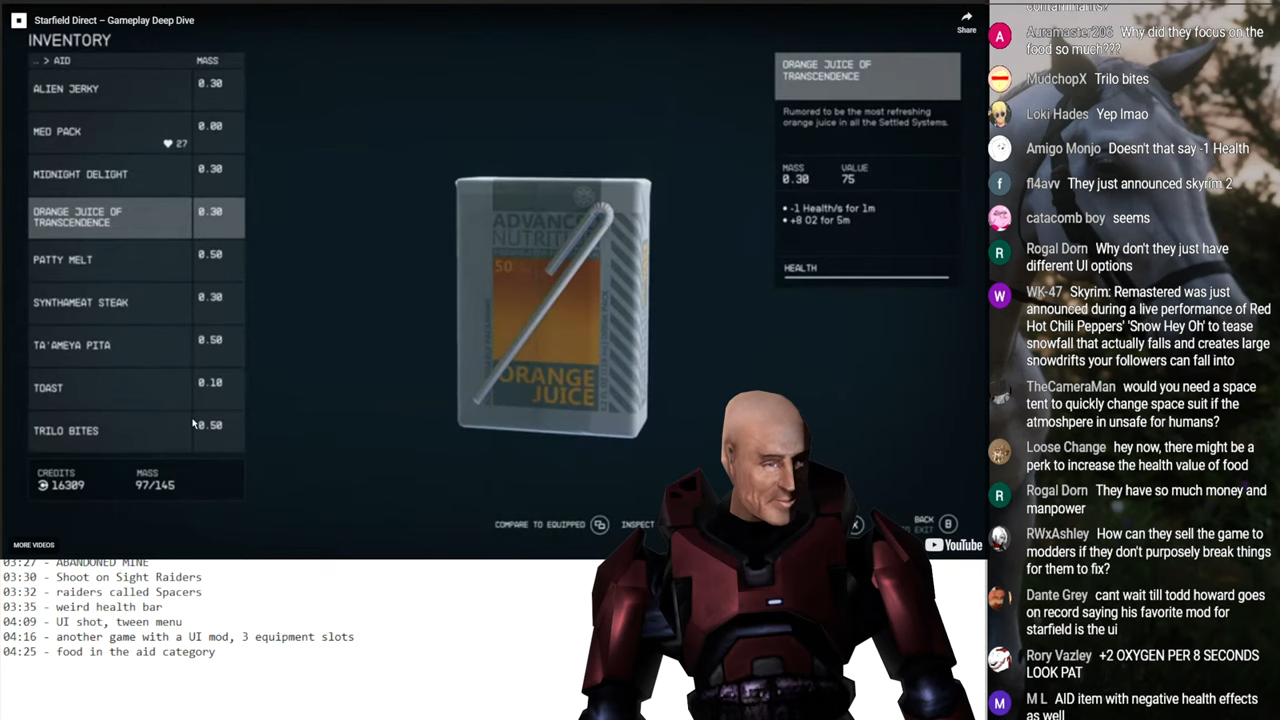 Starfield Direct – Gameplay Deep Dive
Share
INVENTORY
.. > AID
MASS
ALIEN JERKY
0.30
MED PACK
0.00
27
MIDNIGHT DELIGHT
0.30
ORANGE JUICE OF
TRANSCENDENCE
0.30
PATTY MELT
0.50
SYNTHAMEAT STEAK
0.30
TA'AMEYA PITA
0.50
TOAST
0.10
TRILO BITES
0.50
CREDITS
16309
MASS
97/145
ADVANC
NUTRITI
50
ORANGE
JUICE
ORANGE JUICE OF
TRANSCENDENCE
Rumored to be the most refreshing
orange juice in all the Settled Systems.
MASS
0.30
VALUE
75
• -1 Health/s for 1m
• +8 O2 for 5m
HEALTH
COMPARE TO EQUIPPED
INSPECT
X
BACK
EXIT
B
MORE VIDEOS
YouTube
03:27 - ABANDONED MINE
03:30 - Shoot on Sight Raiders
03:32 - raiders called Spacers
03:35 - weird health bar
04:09 - UI shot, tween menu
04:16 - another game with a UI mod, 3 equipment slots
04:25 - food in the aid category
contaminants?
A
Auramaster206 Why did they focus on the
food so much???
MudchopX Trilo bites
Loki Hades Yep lmao
Amigo Monjo Doesn't that say -1 Health
f
fl4avv They just announced skyrim 2
catacomb boy seems
R
Rogal Dorn Why don't they just have
different UI options
W
WK-47 Skyrim: Remastered was just
announced during a live performance of Red
Hot Chili Peppers' 'Snow Hey Oh' to tease
snowfall that actually falls and creates large
snowdrifts your followers can fall into
TheCameraMan would you need a space
tent to quickly change space suit if the
atmoshpere in unsafe for humans?
Loose Change hey now, there might be a
perk to increase the health value of food
R
Rogal Dorn They have so much money and
manpower
RWxAshley How can they sell the game to
modders if they don't purposely break things
for them to fix?
Dante Grey cant wait till todd howard goes
on record saying his favorite mod for
starfield is the ui
Rory Vazley +2 OXYGEN PER 8 SECONDS
LOOK PAT
M
M L AID item with negative health effects
as well